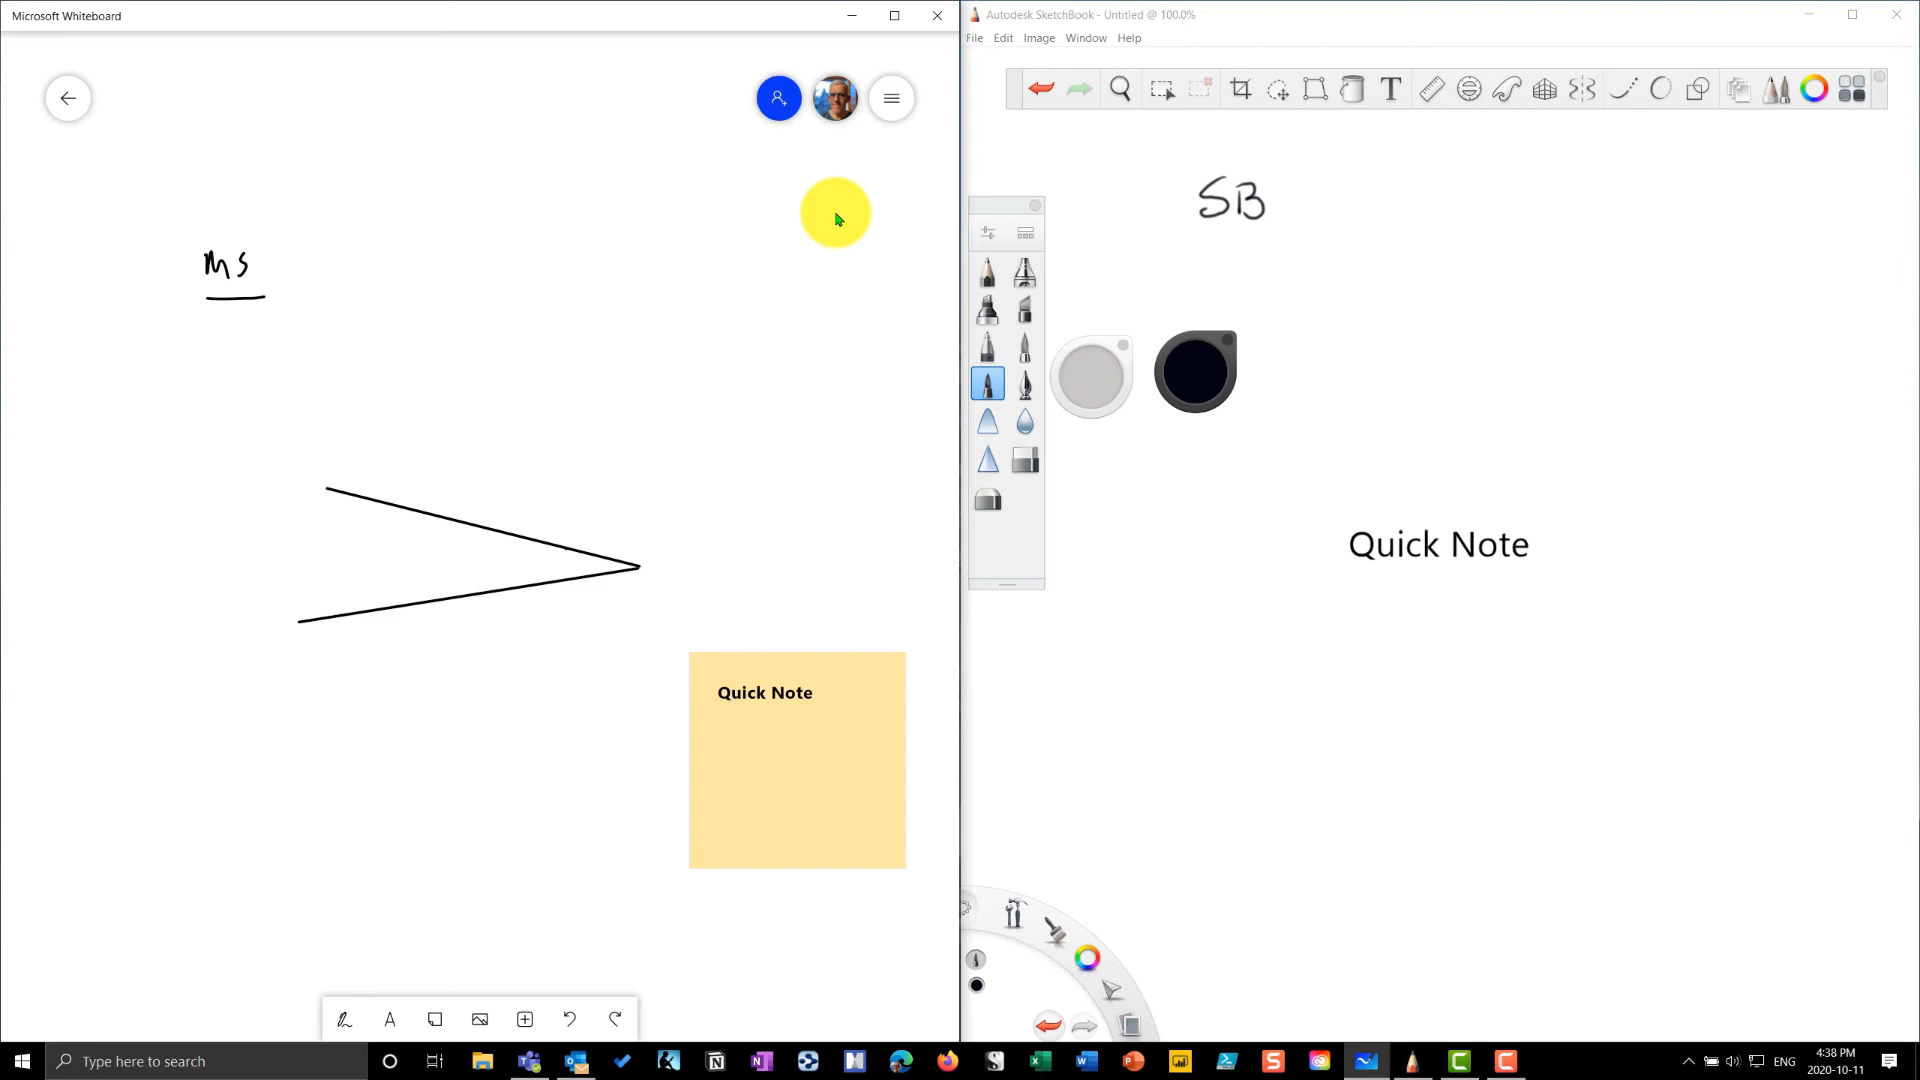 Microsoft Whiteboard
MS
Quick Note
Autodesk SketchBook - Untitled @ 100.0%
File Edit Image Window Help
T
SB
Quick Note
A
Type here to search
ENG
4:38 PM
2020-10-11